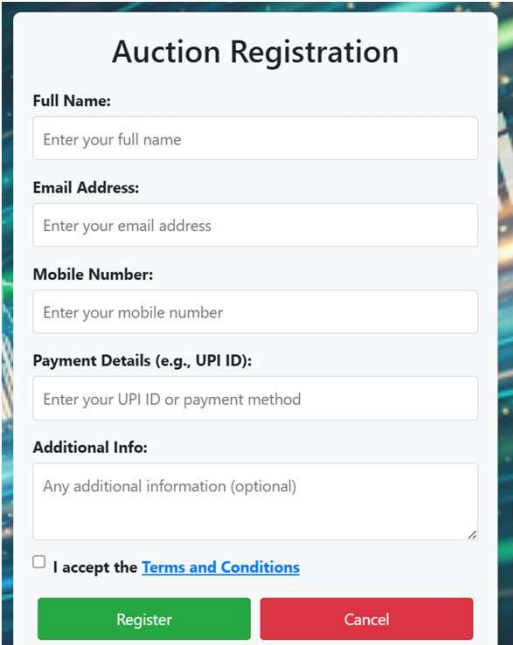 Auction Registration
Full Name:
Enter your full name
Email Address:
Enter your email address
Mobile Number:
Enter your mobile number
Payment Details (e.g., UPI ID):
Enter your UPI ID or payment method
Additional Info:
Any additional information (optional)
I accept the Terms and Conditions
Register Cancel